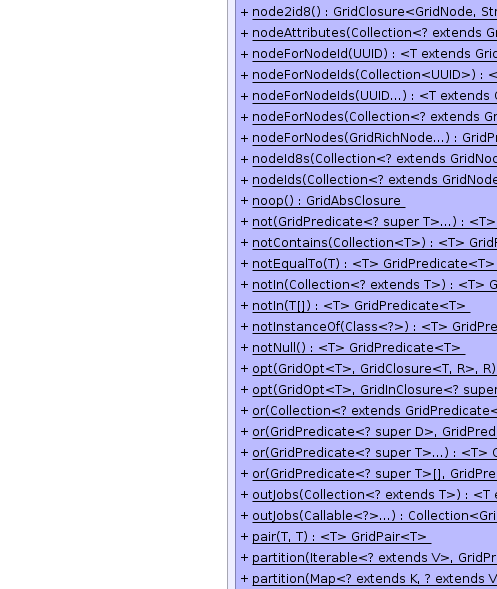 + node2id8() : GridClosure<GridNode, Str
+ nodeAttributes(Collection<? extends Gr
+ nodeForNodeId(UUID) : <T extends Gric
+ nodeForNodeIds(Collection<UUID>) : <
+ nodeForNodeIds(UUID...) : <T extends G
+ nodeForNodes(Collection<? extends Gr
+ nodeForNodes(GridRichNode...) : GridPr
+ nodeId8s(Collection<? extends GridNoc
+ nodeIds(Collection<? extends GridNode
+ noop() : GridAbsClosure
+ not(GridPredicate<? super T>...) : <T>
+ notContains(Collection<T>) : <T> GridF
+ notEqualTo(T) : <T> GridPredicate<T>
+ notIn(Collection<? extends T>) : <T> G
+ notIn(T[]) : <T> GridPredicate<T>
+ notInstanceOf(Class<?>) : <T> GridPre
+ notNull() : <T> GridPredicate<T>
+ opt(GridOpt<T>, GridClosure<T, R>, R)
+ opt(GridOpt<T>, GridInClosure<? super
+ or(Collection<? extends GridPredicate<
+ or(GridPredicate<? super D>, GridPred
+ or(GridPredicate<? super T>...) : <T> G
+ or(GridPredicate<? super T>[], GridPre
+ outJobs(Collection<? extends T>) : <T e
+ outJobs(Callable<?>...) : Collection<Gri
+ pair(T, T) : <T> GridPair<T>
+ partition(Iterable<? extends V>, GridPr
+ partition(Map<? extends K, ? extends V